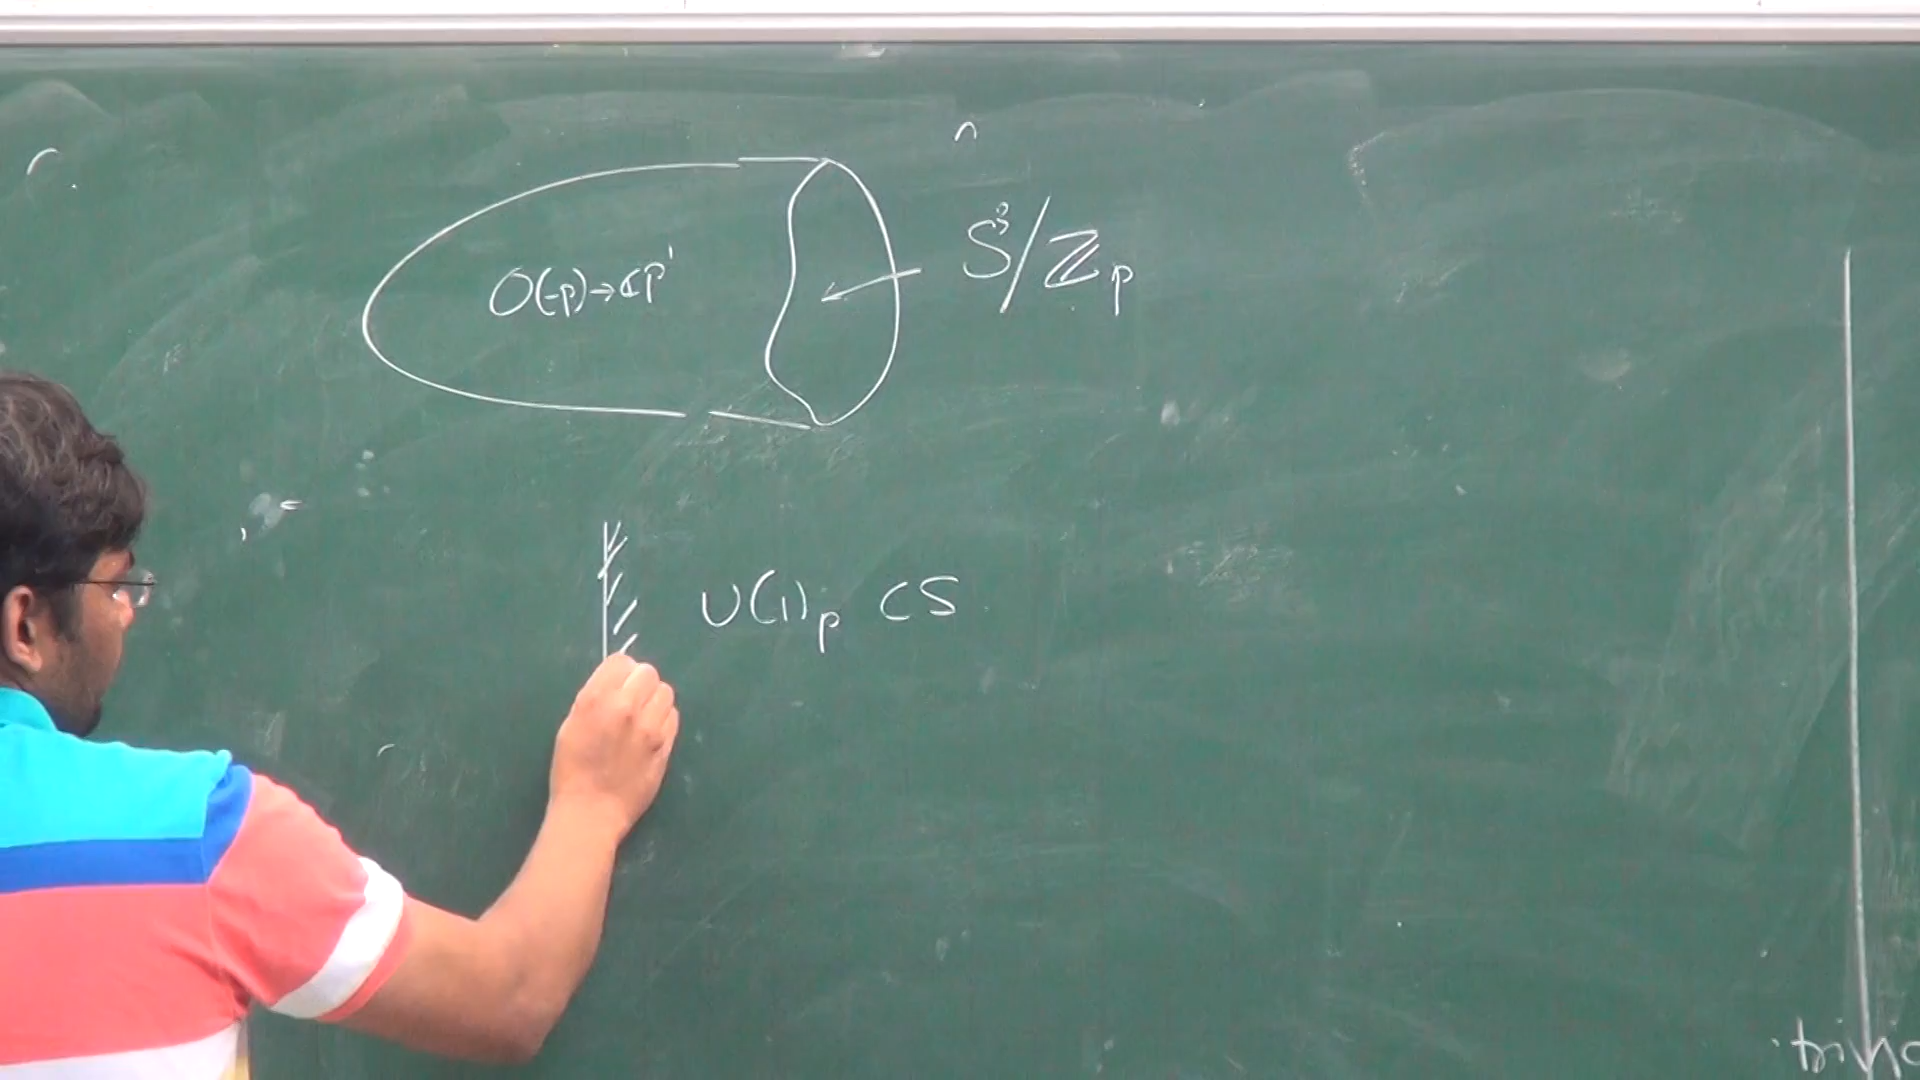 O(-p)→ℂP¹
S³/ℤₚ
U(1)ₚ CS